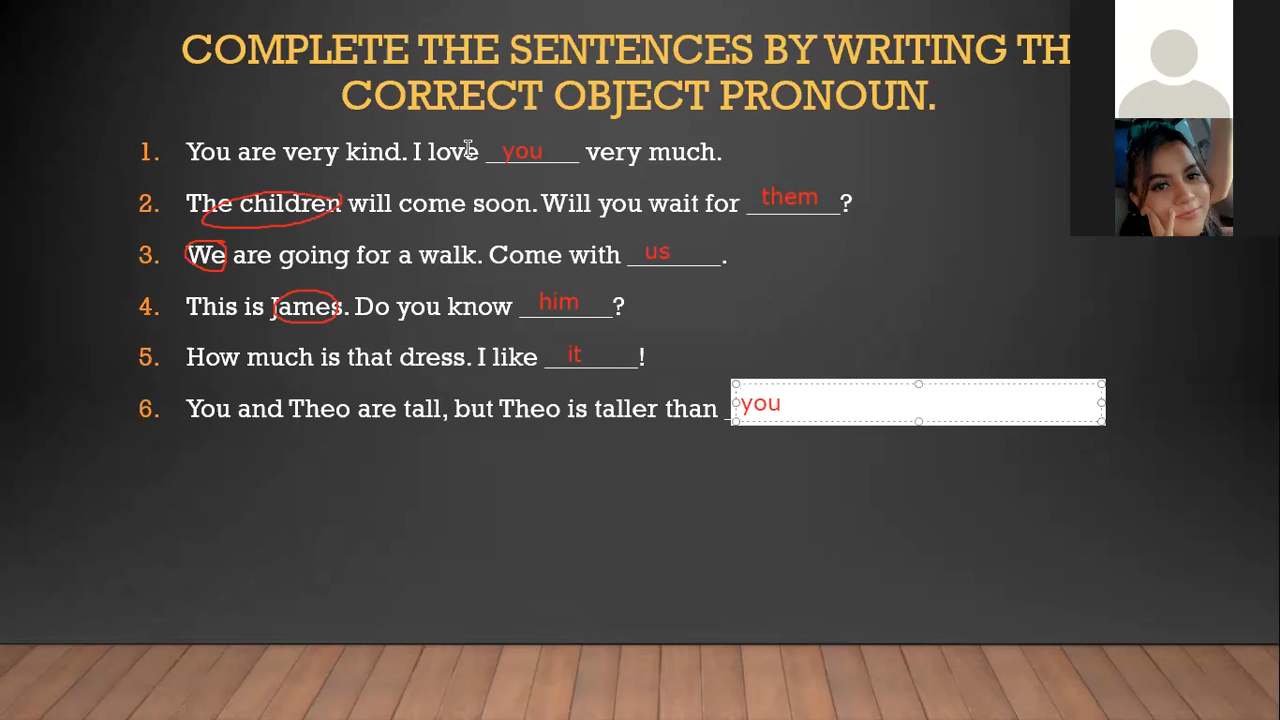 COMPLETE THE SENTENCES BY WRITING TH
CORRECT OBJECT PRONOUN.
1. You are very kind. I love you very much.
2. The children will come soon. Will you wait for them ?
3. We are going for a walk. Come with us .
4. This is James. Do you know him ?
5. How much is that dress. I like it !
6. You and Theo are tall, but Theo is taller than you